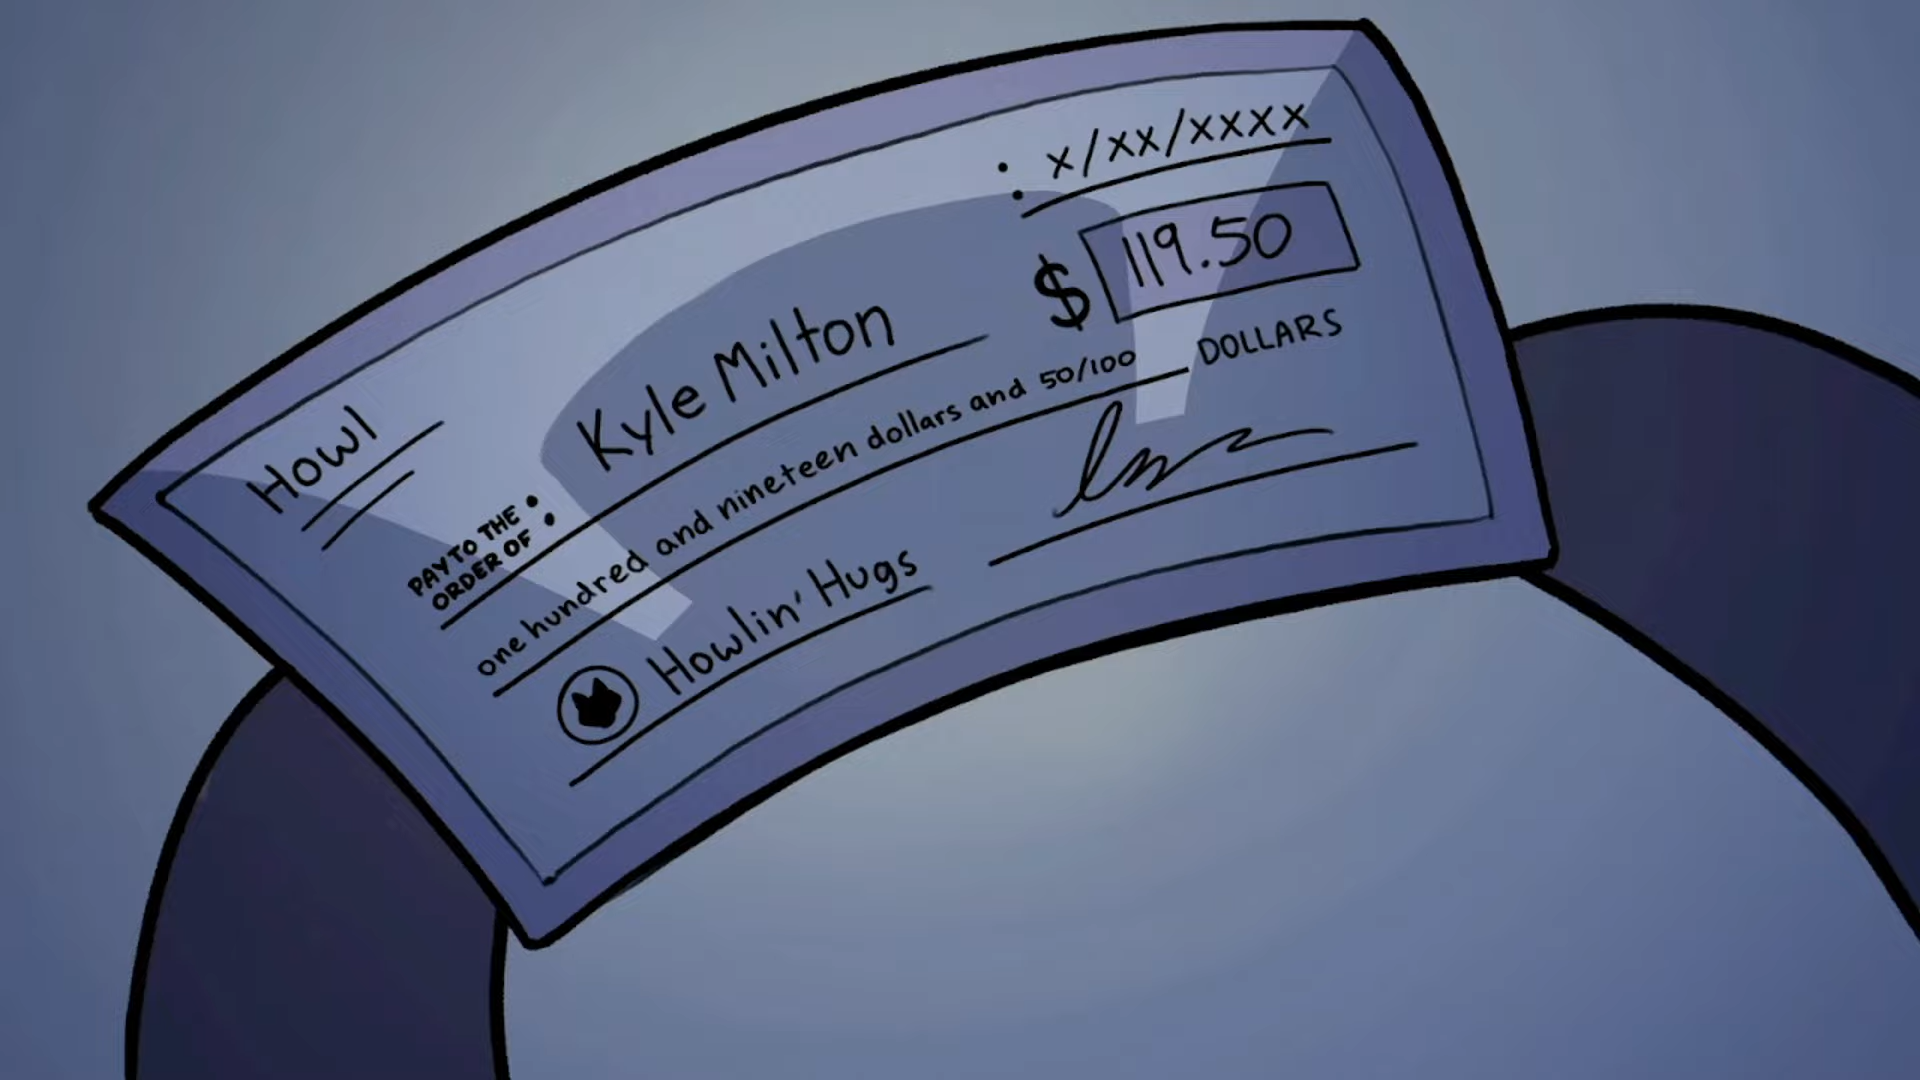 Howl
: x/xx/xxxx
PAY TO THE
ORDER OF :
Kyle Milton
$ 119.50
one hundred and nineteen dollars and 50/100 DOLLARS
Howlin' Hugs